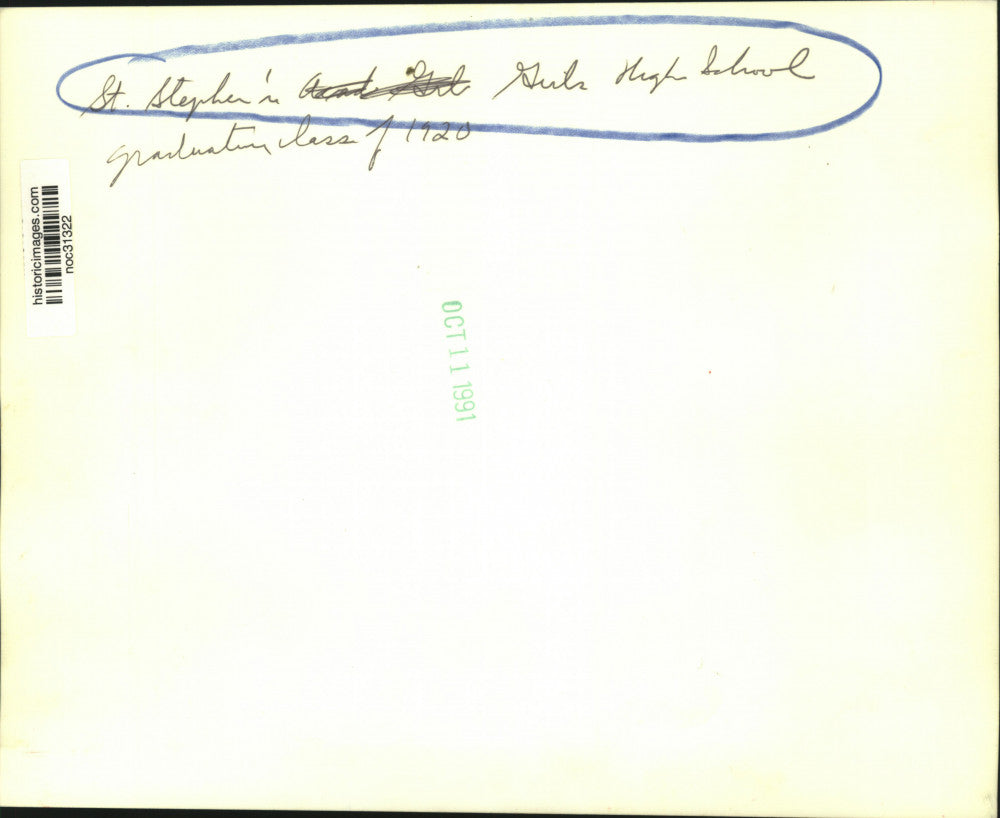 St. Stephen's Girls High School
graduating class of 1920
historicimages.com
noc31322
OCT 11 1991